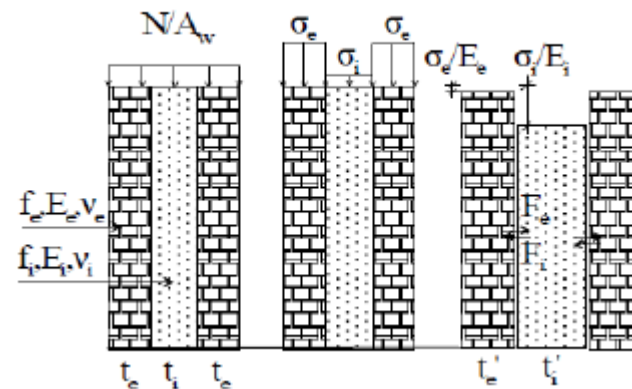 N/A_w
σ_e σ_e
σ_i
σ_e/E_e σ_i/E_i
f_e,E_e,ν_e
f_i,E_i,ν_i
F_e
F_i
t_e t_i t_e
t_e' t_i'